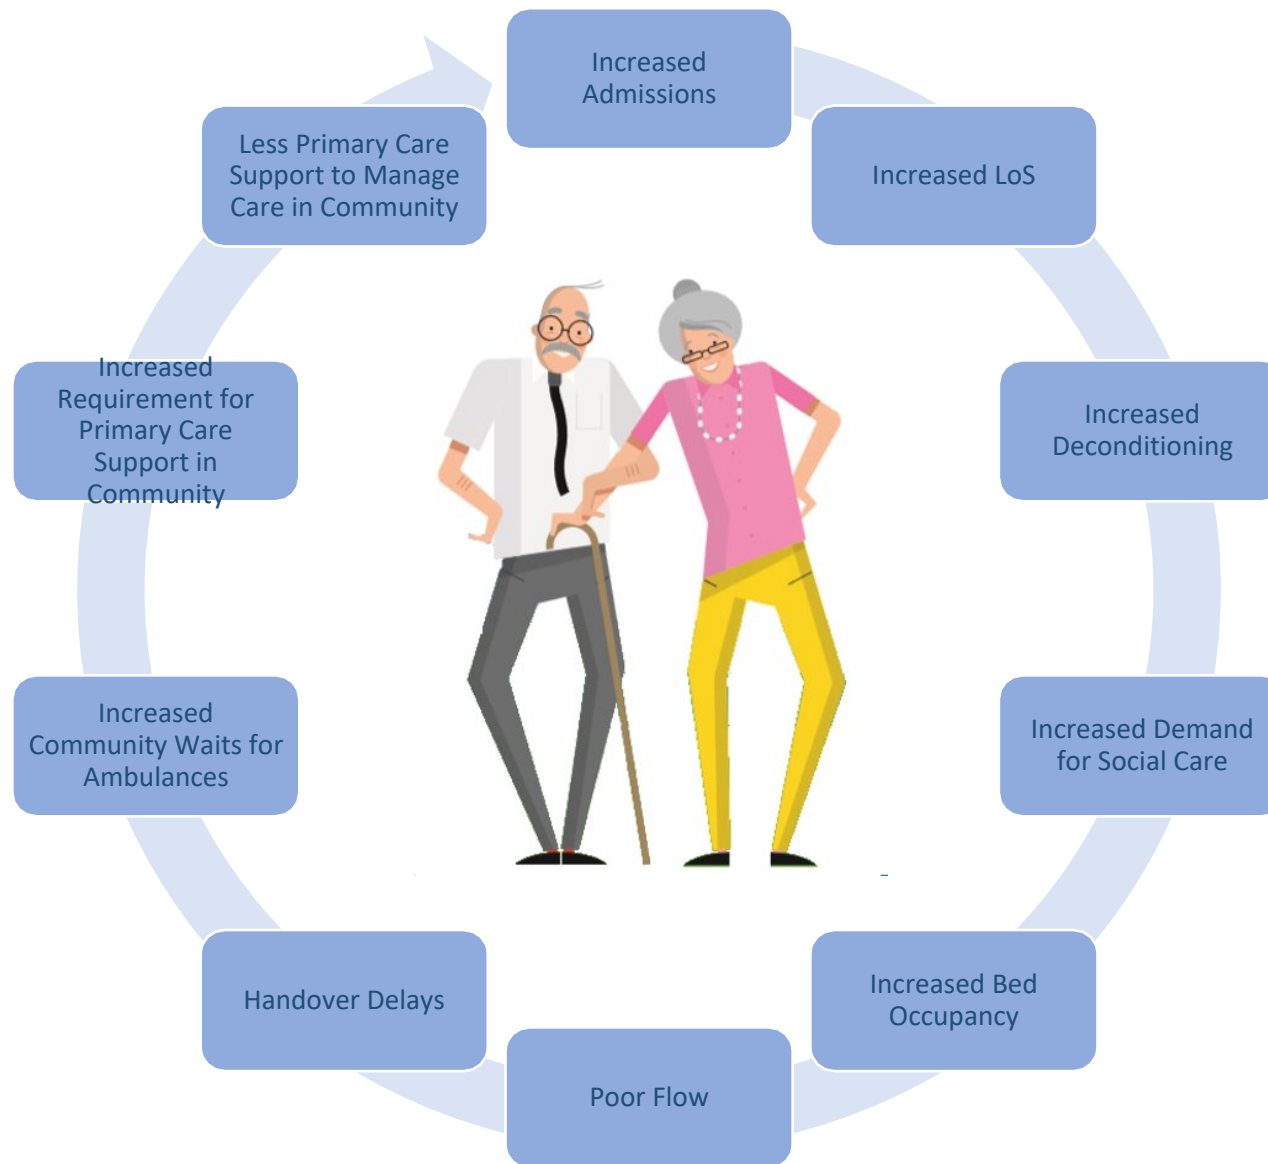 Increased
Admissions
Increased LoS
Increased
Deconditioning
Increased Demand
for Social Care
Increased Bed
Occupancy
Poor Flow
Handover Delays
Increased
Community Waits for
Ambulances
Increased
Requirement for
Primary Care
Support in
Community
Less Primary Care
Support to Manage
Care in Community